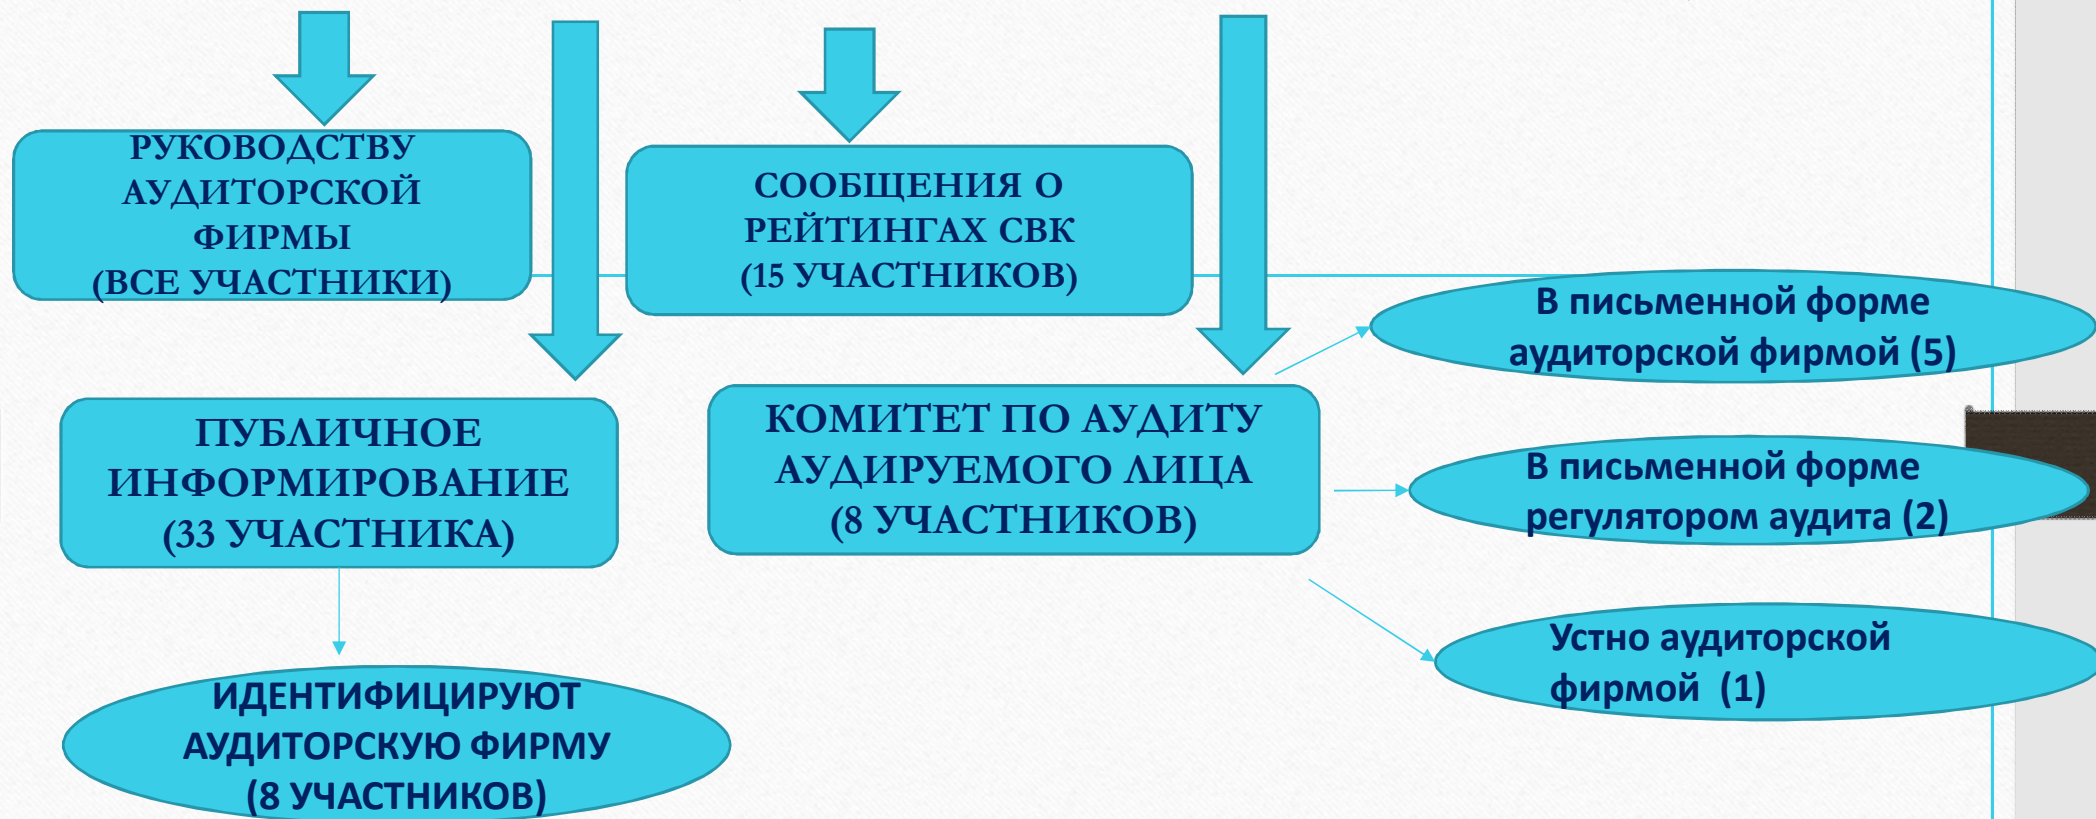 РУКОВОДСТВУ
АУДИТОРСКОЙ
ФИРМЫ
(ВСЕ УЧАСТНИКИ)
СООБЩЕНИЯ О
РЕЙТИНГАХ СВК
(15 УЧАСТНИКОВ)
В письменной форме
аудиторской фирмой (5)
ПУБЛИЧНОЕ
ИНФОРМИРОВАНИЕ
(33 УЧАСТНИКА)
КОМИТЕТ ПО АУДИТУ
АУДИРУЕМОГО ЛИЦА
(8 УЧАСТНИКОВ)
В письменной форме
регулятором аудита (2)
Устно аудиторской
фирмой (1)
ИДЕНТИФИЦИРУЮТ
АУДИТОРСКУЮ ФИРМУ
(8 УЧАСТНИКОВ)